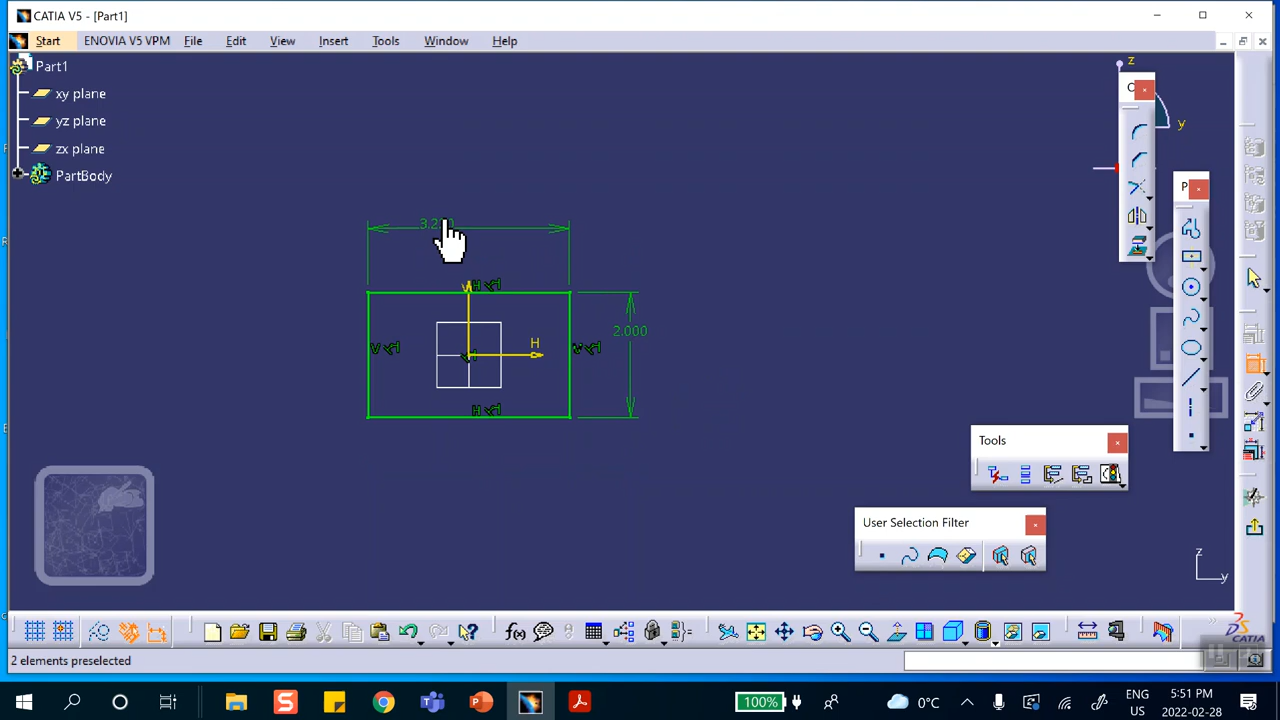 CATIA V5 - [Part1]
Start ENOVIA V5 VPM File Edit View Insert Tools Window Help
Part1
xy plane
yz plane
zx plane
PartBody
z
y
P
V
H
H
V
V
H
2.000
Tools
User Selection Filter
z
y
f(x)
2 elements preselected
100%
0°C
ENG
US
5:51 PM
2022-02-28